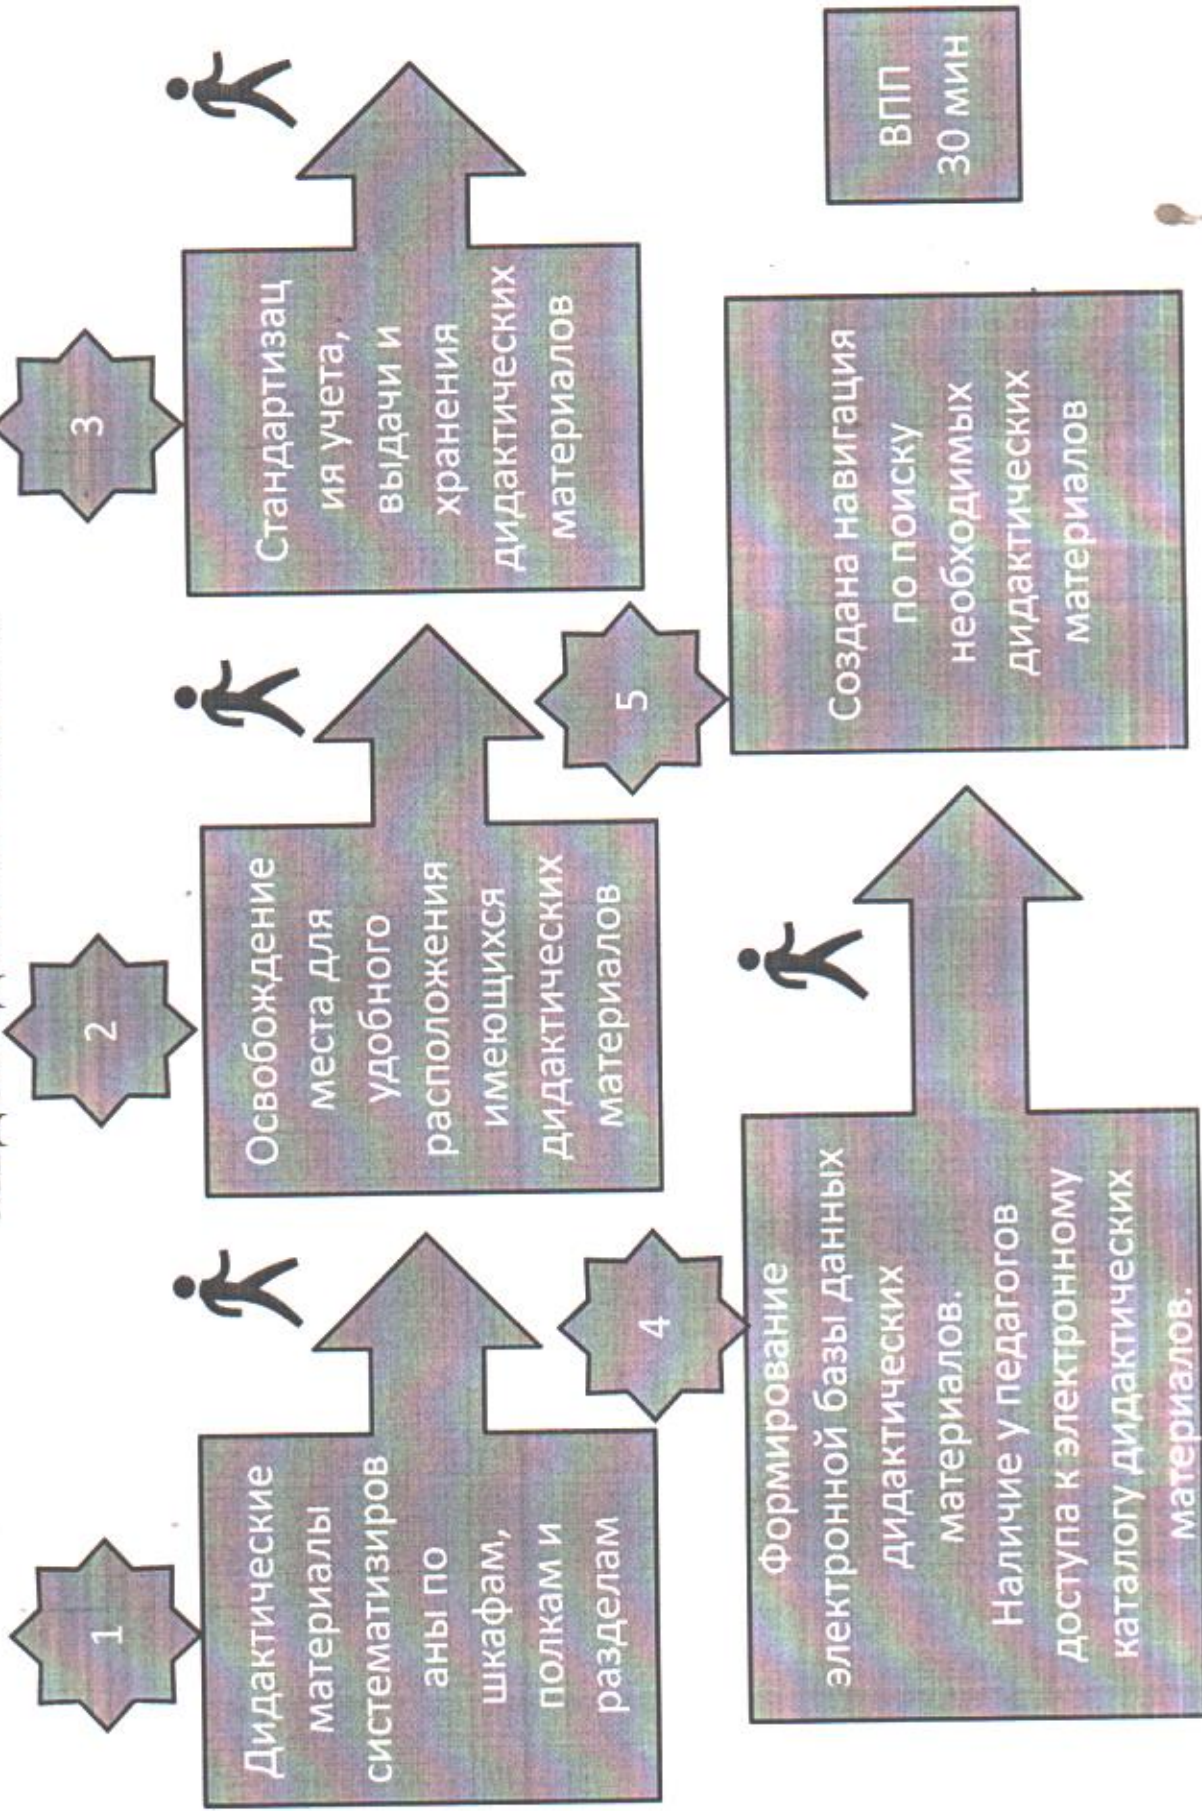 1
Дидактические
материалы
систематизиров
аны по
шкафам,
полкам и
разделам
2
Освобождение
места для
удобного
расположения
имеющихся
дидактических
материалов
3
Стандартизац
ия учета,
выдачи и
хранения
дидактических
материалов
4
Формирование
электронной базы данных
дидактических
материалов.
Наличие у педагогов
доступа к электронному
каталогу дидактических
материалов.
5
Создана навигация
по поиску
необходимых
дидактических
материалов
ВПП
30 мин